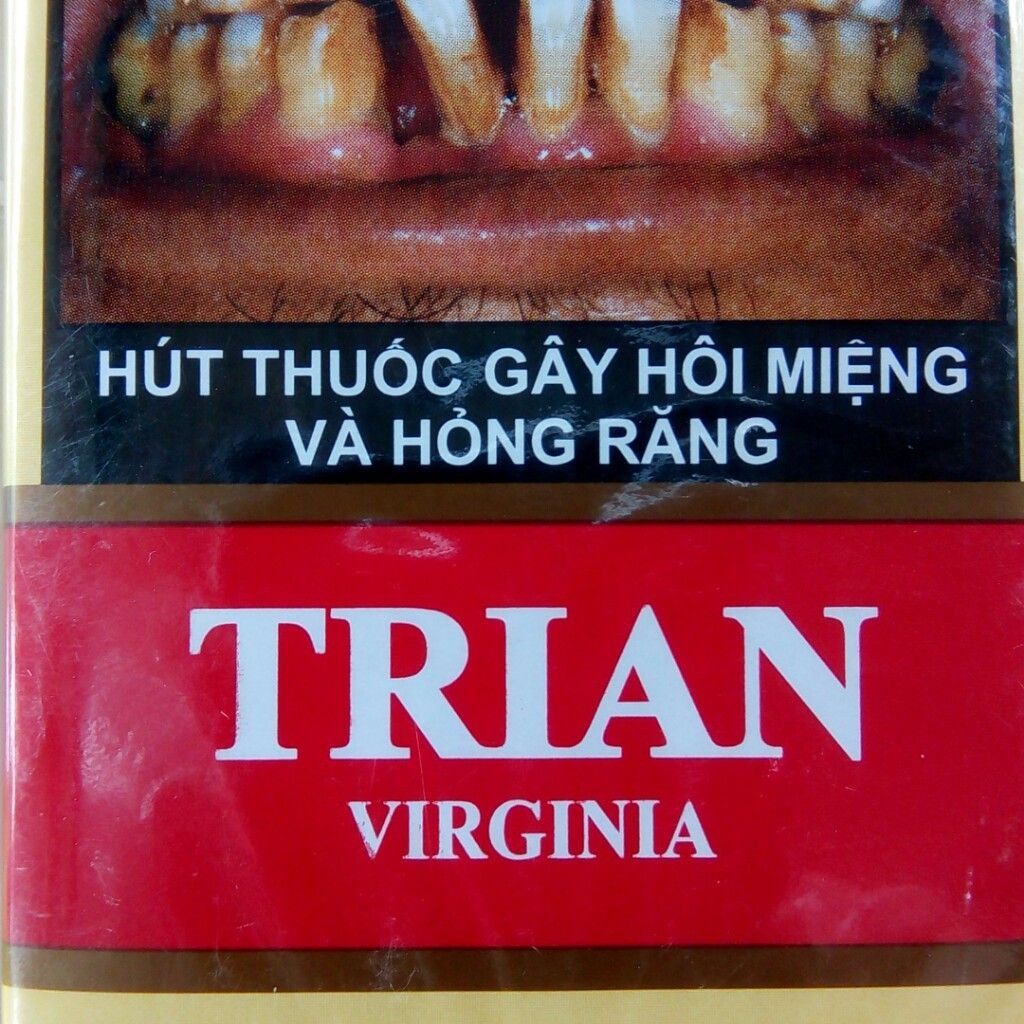 HÚT THUỐC GÂY HÔI MIỆNG
VÀ HỎNG RĂNG
TRIAN
VIRGINIA